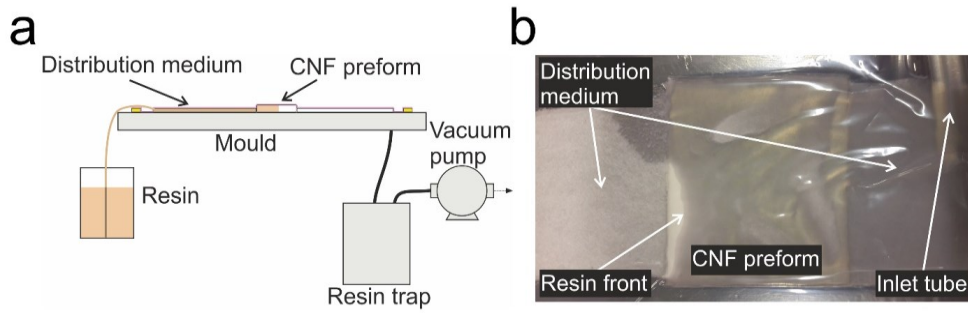 a
Distribution medium
CNF preform
Mould
Vacuum
pump
Resin
Resin trap
b
Distribution
medium
CNF preform
Resin front
Inlet tube